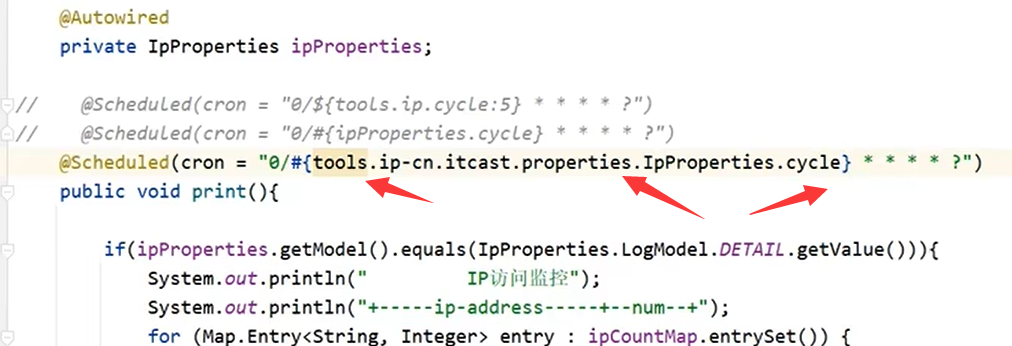 @Autowired
private IpProperties ipProperties;
//    @Scheduled(cron = "0/${tools.ip.cycle:5} * * * * ?")
//    @Scheduled(cron = "0/#{ipProperties.cycle} * * * * ?")
@Scheduled(cron = "0/#{tools.ip-cn.itcast.properties.IpProperties.cycle} * * * * ?")
public void print(){
if(ipProperties.getModel().equals(IpProperties.LogModel.DETAIL.getValue())){
System.out.println("         IP访问监控");
System.out.println("+-----ip-address-----+--num--+");
for (Map.Entry<String, Integer> entry : ipCountMap.entrySet()) {